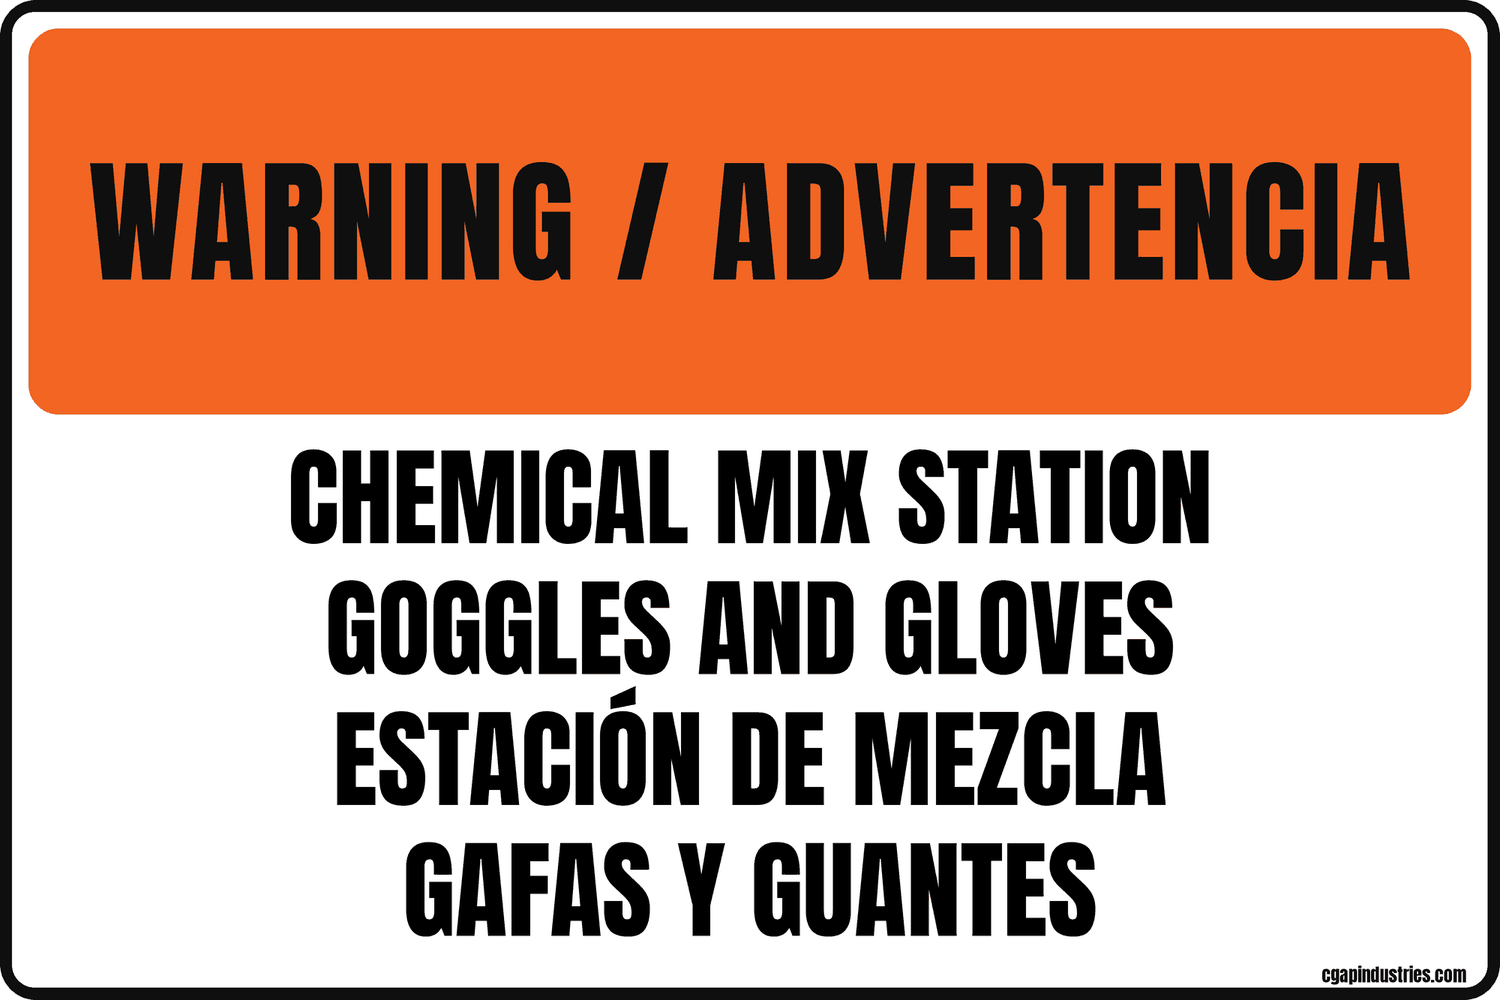 WARNING / ADVERTENCIA
CHEMICAL MIX STATION
GOGGLES AND GLOVES
ESTACIÓN DE MEZCLA
GAFAS Y GUANTES
cgapindustries.com